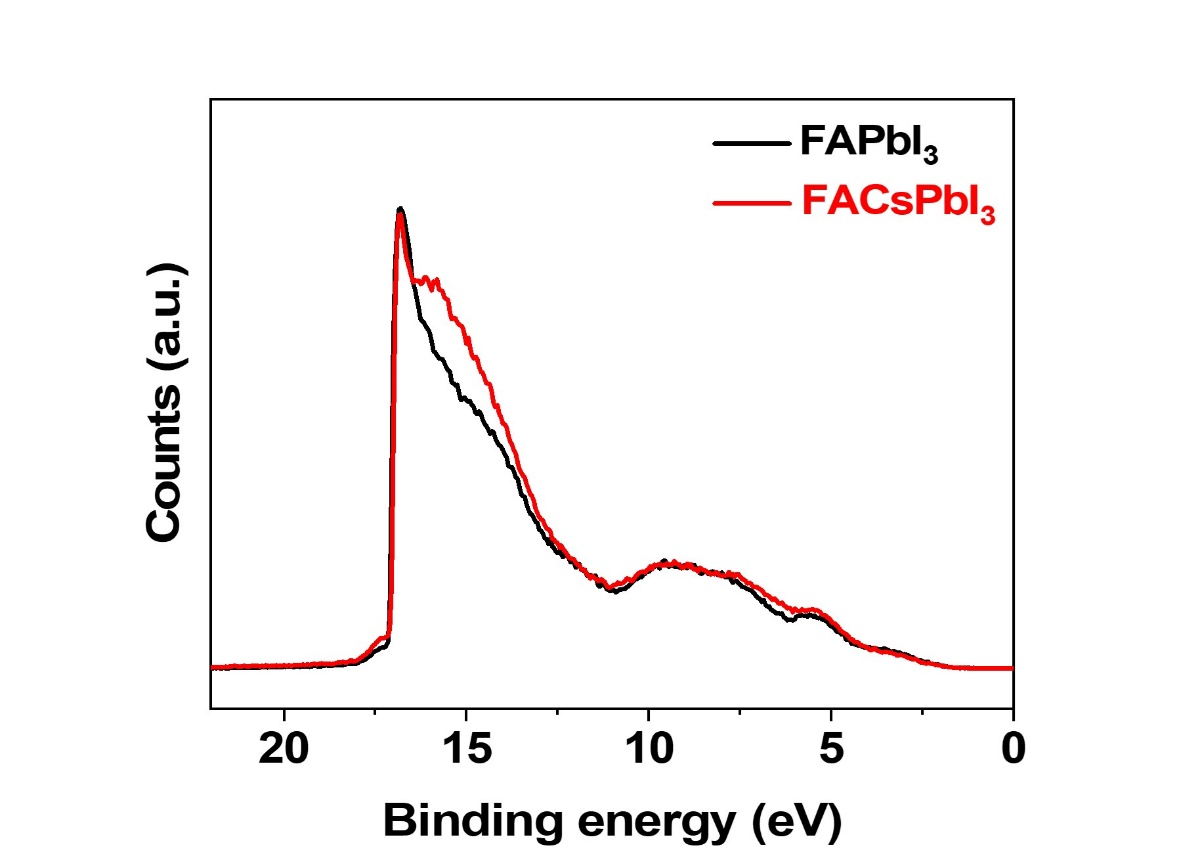 FAPbI₃
FACsPbI₃
Counts (a.u.)
20 15 10 5 0
Binding energy (eV)